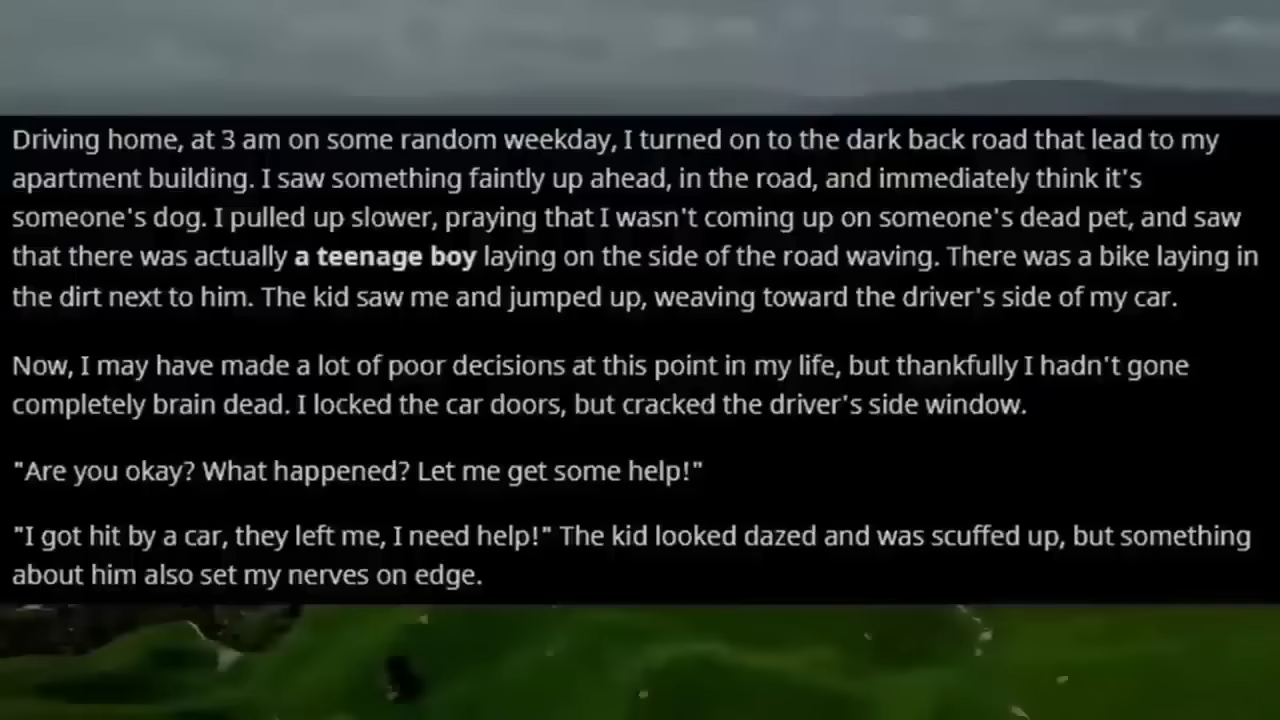 Driving home, at 3 am on some random weekday, I turned on to the dark back road that lead to my
apartment building. I saw something faintly up ahead, in the road, and immediately think it's
someone's dog. I pulled up slower, praying that I wasn't coming up on someone's dead pet, and saw
that there was actually a teenage boy laying on the side of the road waving. There was a bike laying in
the dirt next to him. The kid saw me and jumped up, weaving toward the driver's side of my car.
Now, I may have made a lot of poor decisions at this point in my life, but thankfully I hadn't gone
completely brain dead. I locked the car doors, but cracked the driver's side window.
"Are you okay? What happened? Let me get some help!"
"I got hit by a car, they left me, I need help!" The kid looked dazed and was scuffed up, but something
about him also set my nerves on edge.